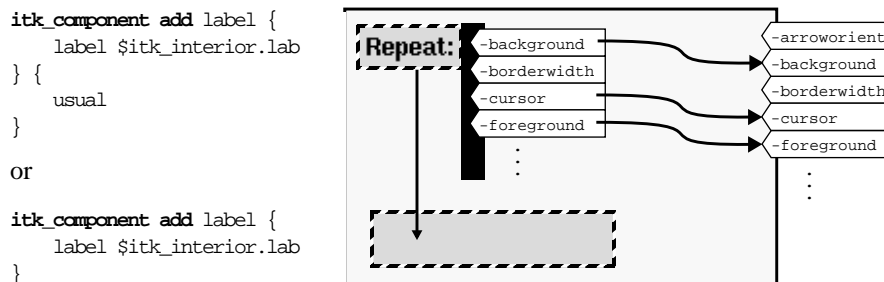 itk_component add label {
    label $itk_interior.lab
} {
    usual
}
or
itk_component add label {
    label $itk_interior.lab
}
Repeat:
-background
-borderwidth
-cursor
-foreground
-arroworient
-background
-borderwidth
-cursor
-foreground